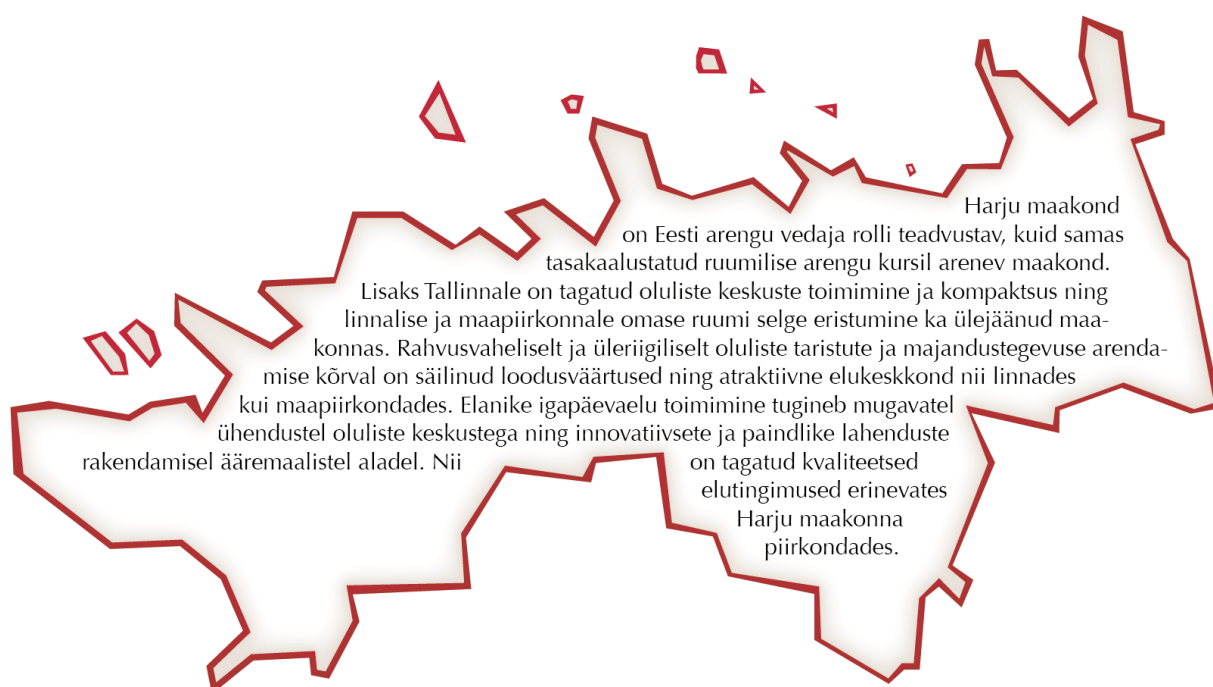 Harju maakond
on Eesti arengu vedaja rolli teadvustav, kuid samas
tasakaalustatud ruumilise arengu kursil arenev maakond.
Lisaks Tallinnale on tagatud oluliste keskuste toimimine ja kompaktsus ning
linnalise ja maapiirkonnale omase ruumi selge eristumine ka ülejäänud maa-
konnas. Rahvusvaheliselt ja üleriigiliselt oluliste taristute ja majandustegevuse arenda-
mise kõrval on säilinud loodusväärtused ning atraktiivne elukeskkond nii linnades
kui maapiirkondades. Elanike igapäevaelu toimimine tugineb mugavatel
ühendustel oluliste keskustega ning innovatiivsete ja paindlike lahenduste
rakendamisel ääremaalistel aladel. Nii on tagatud kvaliteetsed
elutingimused erinevates
Harju maakonna
piirkondades.